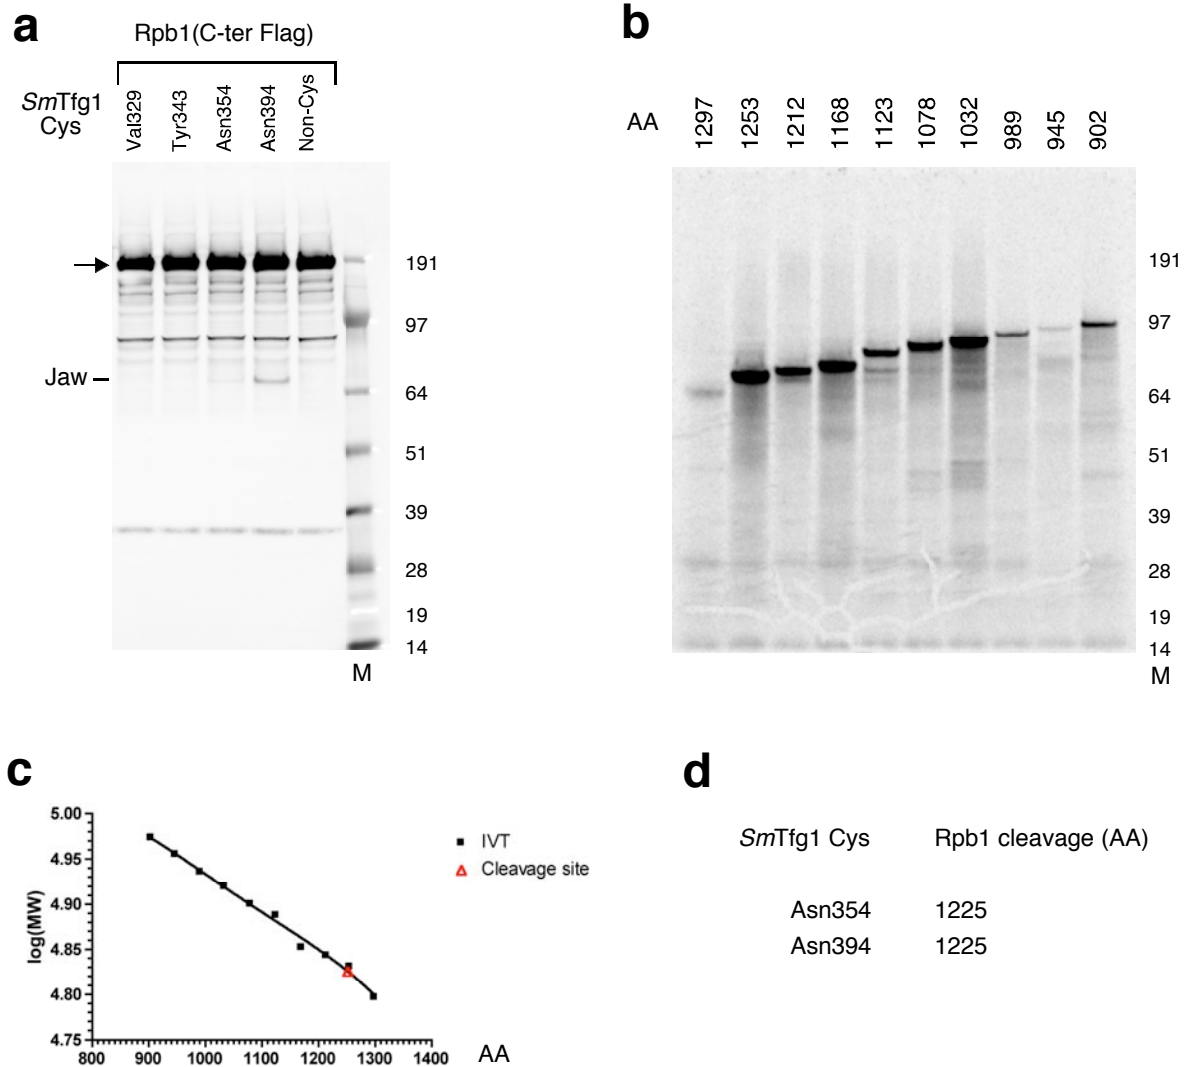 a
Rpb1(C-ter Flag)
SmTfg1
Cys
Val329
Tyr343
Asn354
Asn394
Non-Cys
191
97
Jaw
64
51
39
28
19
14
M
b
AA
1297
1253
1212
1168
1123
1078
1032
989
945
902
191
97
64
51
39
28
19
14
M
c
5.00
4.95
4.90
4.85
4.80
4.75
log(MW)
800 900 1000 1100 1200 1300 1400
AA
IVT
Cleavage site
d
SmTfg1 Cys Rpb1 cleavage (AA)
Asn354 1225
Asn394 1225